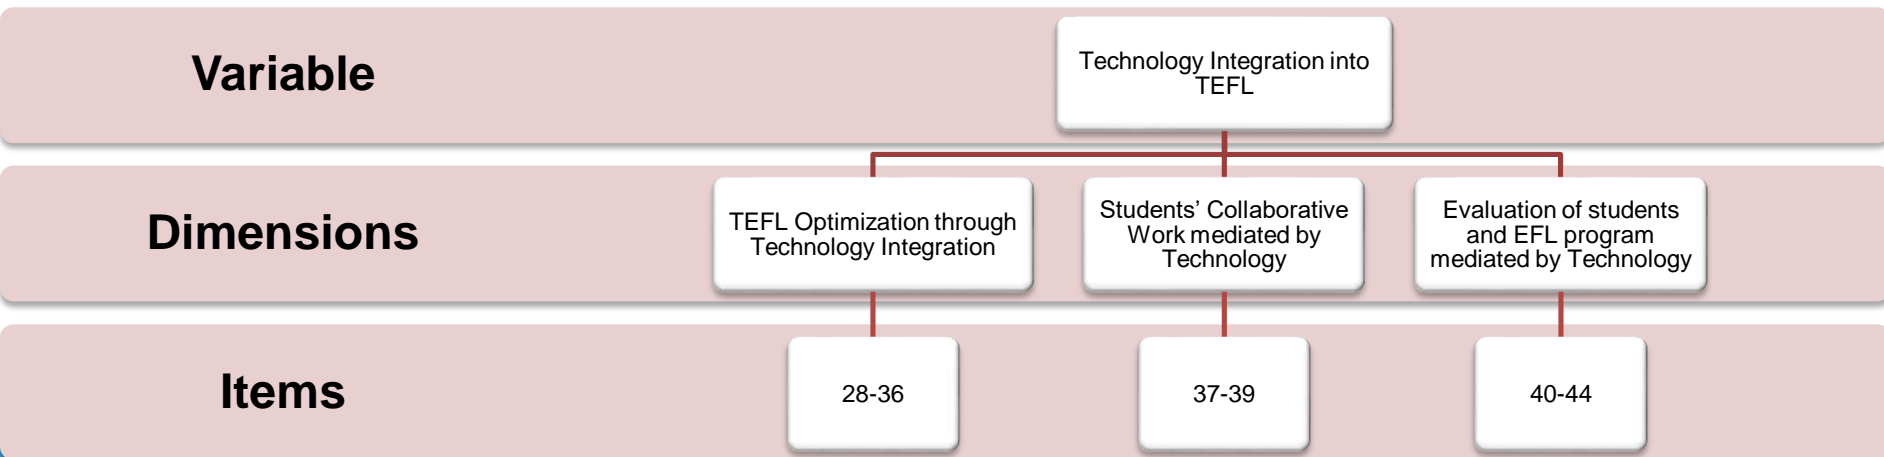 Variable
Technology Integration into
TEFL
Dimensions
TEFL Optimization through
Technology Integration
Students’ Collaborative
Work mediated by
Technology
Evaluation of students
and EFL program
mediated by Technology
Items
28-36
37-39
40-44